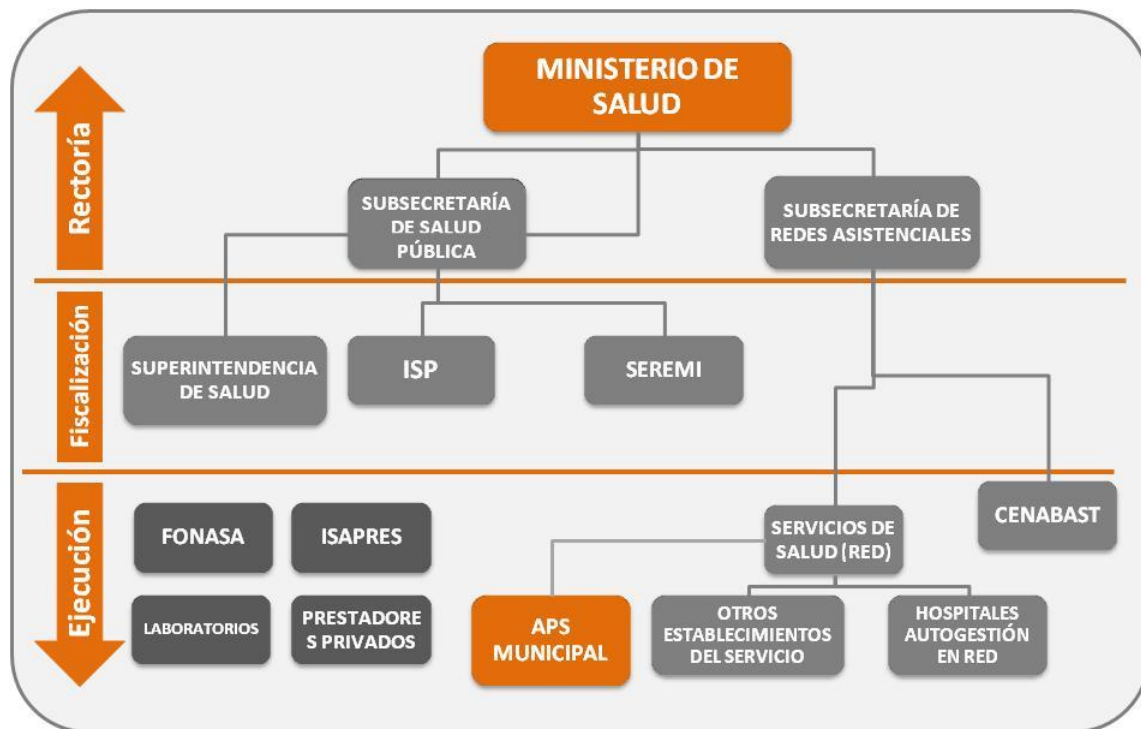 MINISTERIO DE
SALUD
Rectoría
SUBSECRETARÍA
DE SALUD
PÚBLICA
SUBSECRETARÍA DE
REDES ASISTENCIALES
Fiscalización
SUPERINTENDENCIA
DE SALUD
ISP
SEREMI
Ejecución
FONASA
ISAPRES
LABORATORIOS
PRESTADORE
S PRIVADOS
SERVICIOS DE
SALUD (RED)
CENABAST
APS
MUNICIPAL
OTROS
ESTABLECIMIENTOS
DEL SERVICIO
HOSPITALES
AUTOGESTIÓN
EN RED